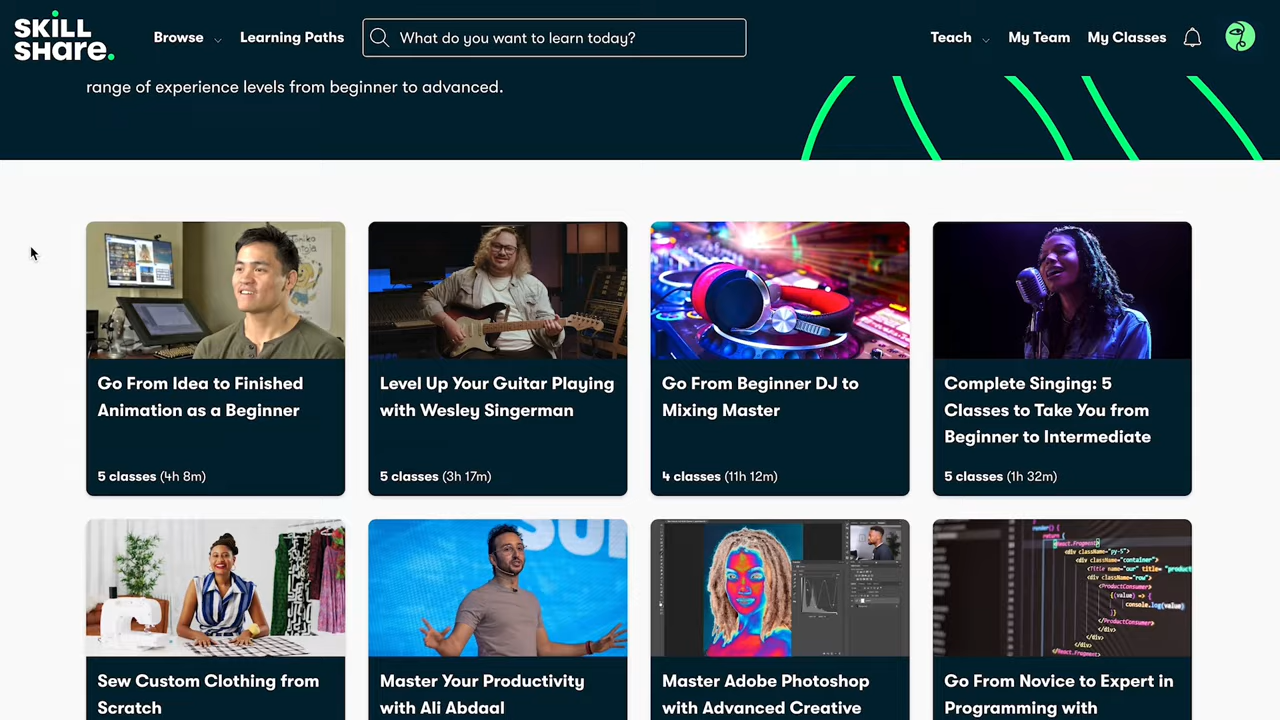 SKILL
SHARE.
Browse
Learning Paths
What do you want to learn today?
Teach
My Team
My Classes
range of experience levels from beginner to advanced.
Go From Idea to Finished
Animation as a Beginner
5 classes (4h 8m)
Level Up Your Guitar Playing
with Wesley Singerman
5 classes (3h 17m)
Go From Beginner DJ to
Mixing Master
4 classes (11h 12m)
Complete Singing: 5
Classes to Take You from
Beginner to Intermediate
5 classes (1h 32m)
Sew Custom Clothing from
Scratch
Master Your Productivity
with Ali Abdaal
Master Adobe Photoshop
with Advanced Creative
Go From Novice to Expert in
Programming with